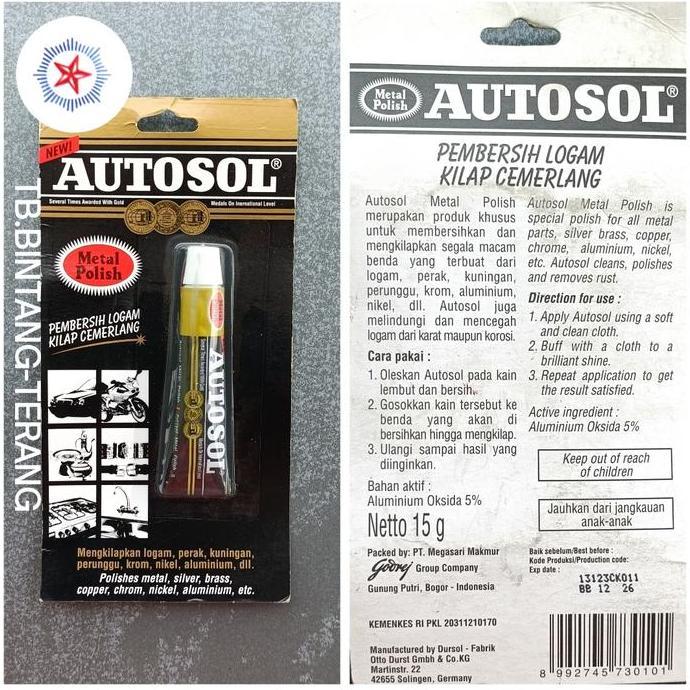 TB.BINTANG-TERANG
NEW!
AUTOSOL®
Several Times Awarded With Gold
Medals On International Level
Metal
Polish
PEMBERSIH LOGAM
KILAP CEMERLANG
AUTOSOL
Mengkilapkan logam, perak, kuningan,
perunggu, krom, nikel, aluminium, dll.
Polishes metal, silver, brass,
copper, chrom, nickel, aluminium, etc.
Metal
Polish
AUTOSOL®
PEMBERSIH LOGAM
KILAP CEMERLANG
Autosol Metal Polish
merupakan produk khusus
untuk membersihkan dan
mengkilapkan segala macam
benda yang terbuat dari
logam, perak, kuningan,
perunggu, krom, aluminium,
nikel, dll. Autosol juga
melindungi dan mencegah
logam dari karat maupun korosi.
Cara pakai :
1. Oleskan Autosol pada kain
lembut dan bersih.
2. Gosokkan kain tersebut ke
benda yang akan di
bersihkan hingga mengkilap.
3. Ulangi sampai hasil yang
diinginkan.
Bahan aktif :
Aluminium Oksida 5%
Netto 15 g
Autosol Metal Polish is
special polish for all metal
parts, silver brass, copper,
chrome, aluminium, nickel,
etc. Autosol cleans, polishes
and removes rust.
Direction for use :
1. Apply Autosol using a soft
and clean cloth.
2. Buff with a cloth to a
brilliant shine.
3. Repeat application to get
the result satisfied.
Active ingredient :
Aluminium Oksida 5%
Keep out of reach
of children
Jauhkan dari jangkauan
anak-anak
Packed by: PT. Megasari Makmur
Godrej Group Company
Gunung Putri, Bogor - Indonesia
Baik sebelum/Best before :
Kode Produksi/Production code:
Exp date :
13123CK011
BB 12 26
KEMENKES RI PKL 20311210170
Manufactured by Dursol - Fabrik
Otto Durst GmbH & Co.KG
Martinstr. 22
42655 Solingen, Germany
8 992745 730101